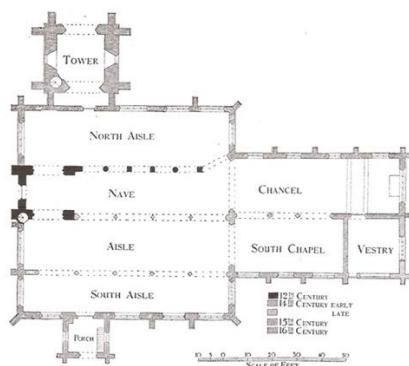 TOWER
NORTH AISLE
NAVE
CHANCEL
AISLE
SOUTH CHAPEL
VESTRY
SOUTH AISLE
PORCH
12TH CENTURY
14TH CENTURY EARLY
LATE
15TH CENTURY
16TH CENTURY
SCALE OF FEET